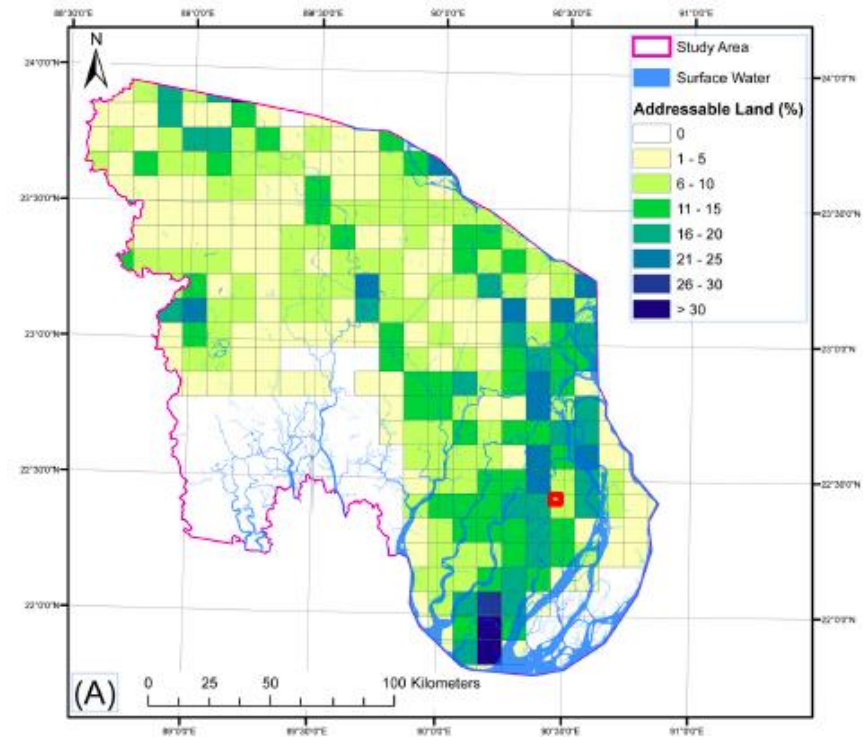 88°30'0"E 89°0'0"E 89°30'0"E 90°0'0"E 90°30'0"E 91°0'0"E
N
24°0'0"N 24°0'0"N
23°30'0"N 23°30'0"N
23°0'0"N 23°0'0"N
22°30'0"N 22°30'0"N
22°0'0"N 22°0'0"N
Study Area
Surface Water
Addressable Land (%)
0
1 - 5
6 - 10
11 - 15
16 - 20
21 - 25
26 - 30
> 30
(A)
0 25 50 100 Kilometers
89°0'0"E 89°30'0"E 90°0'0"E 90°30'0"E 91°0'0"E